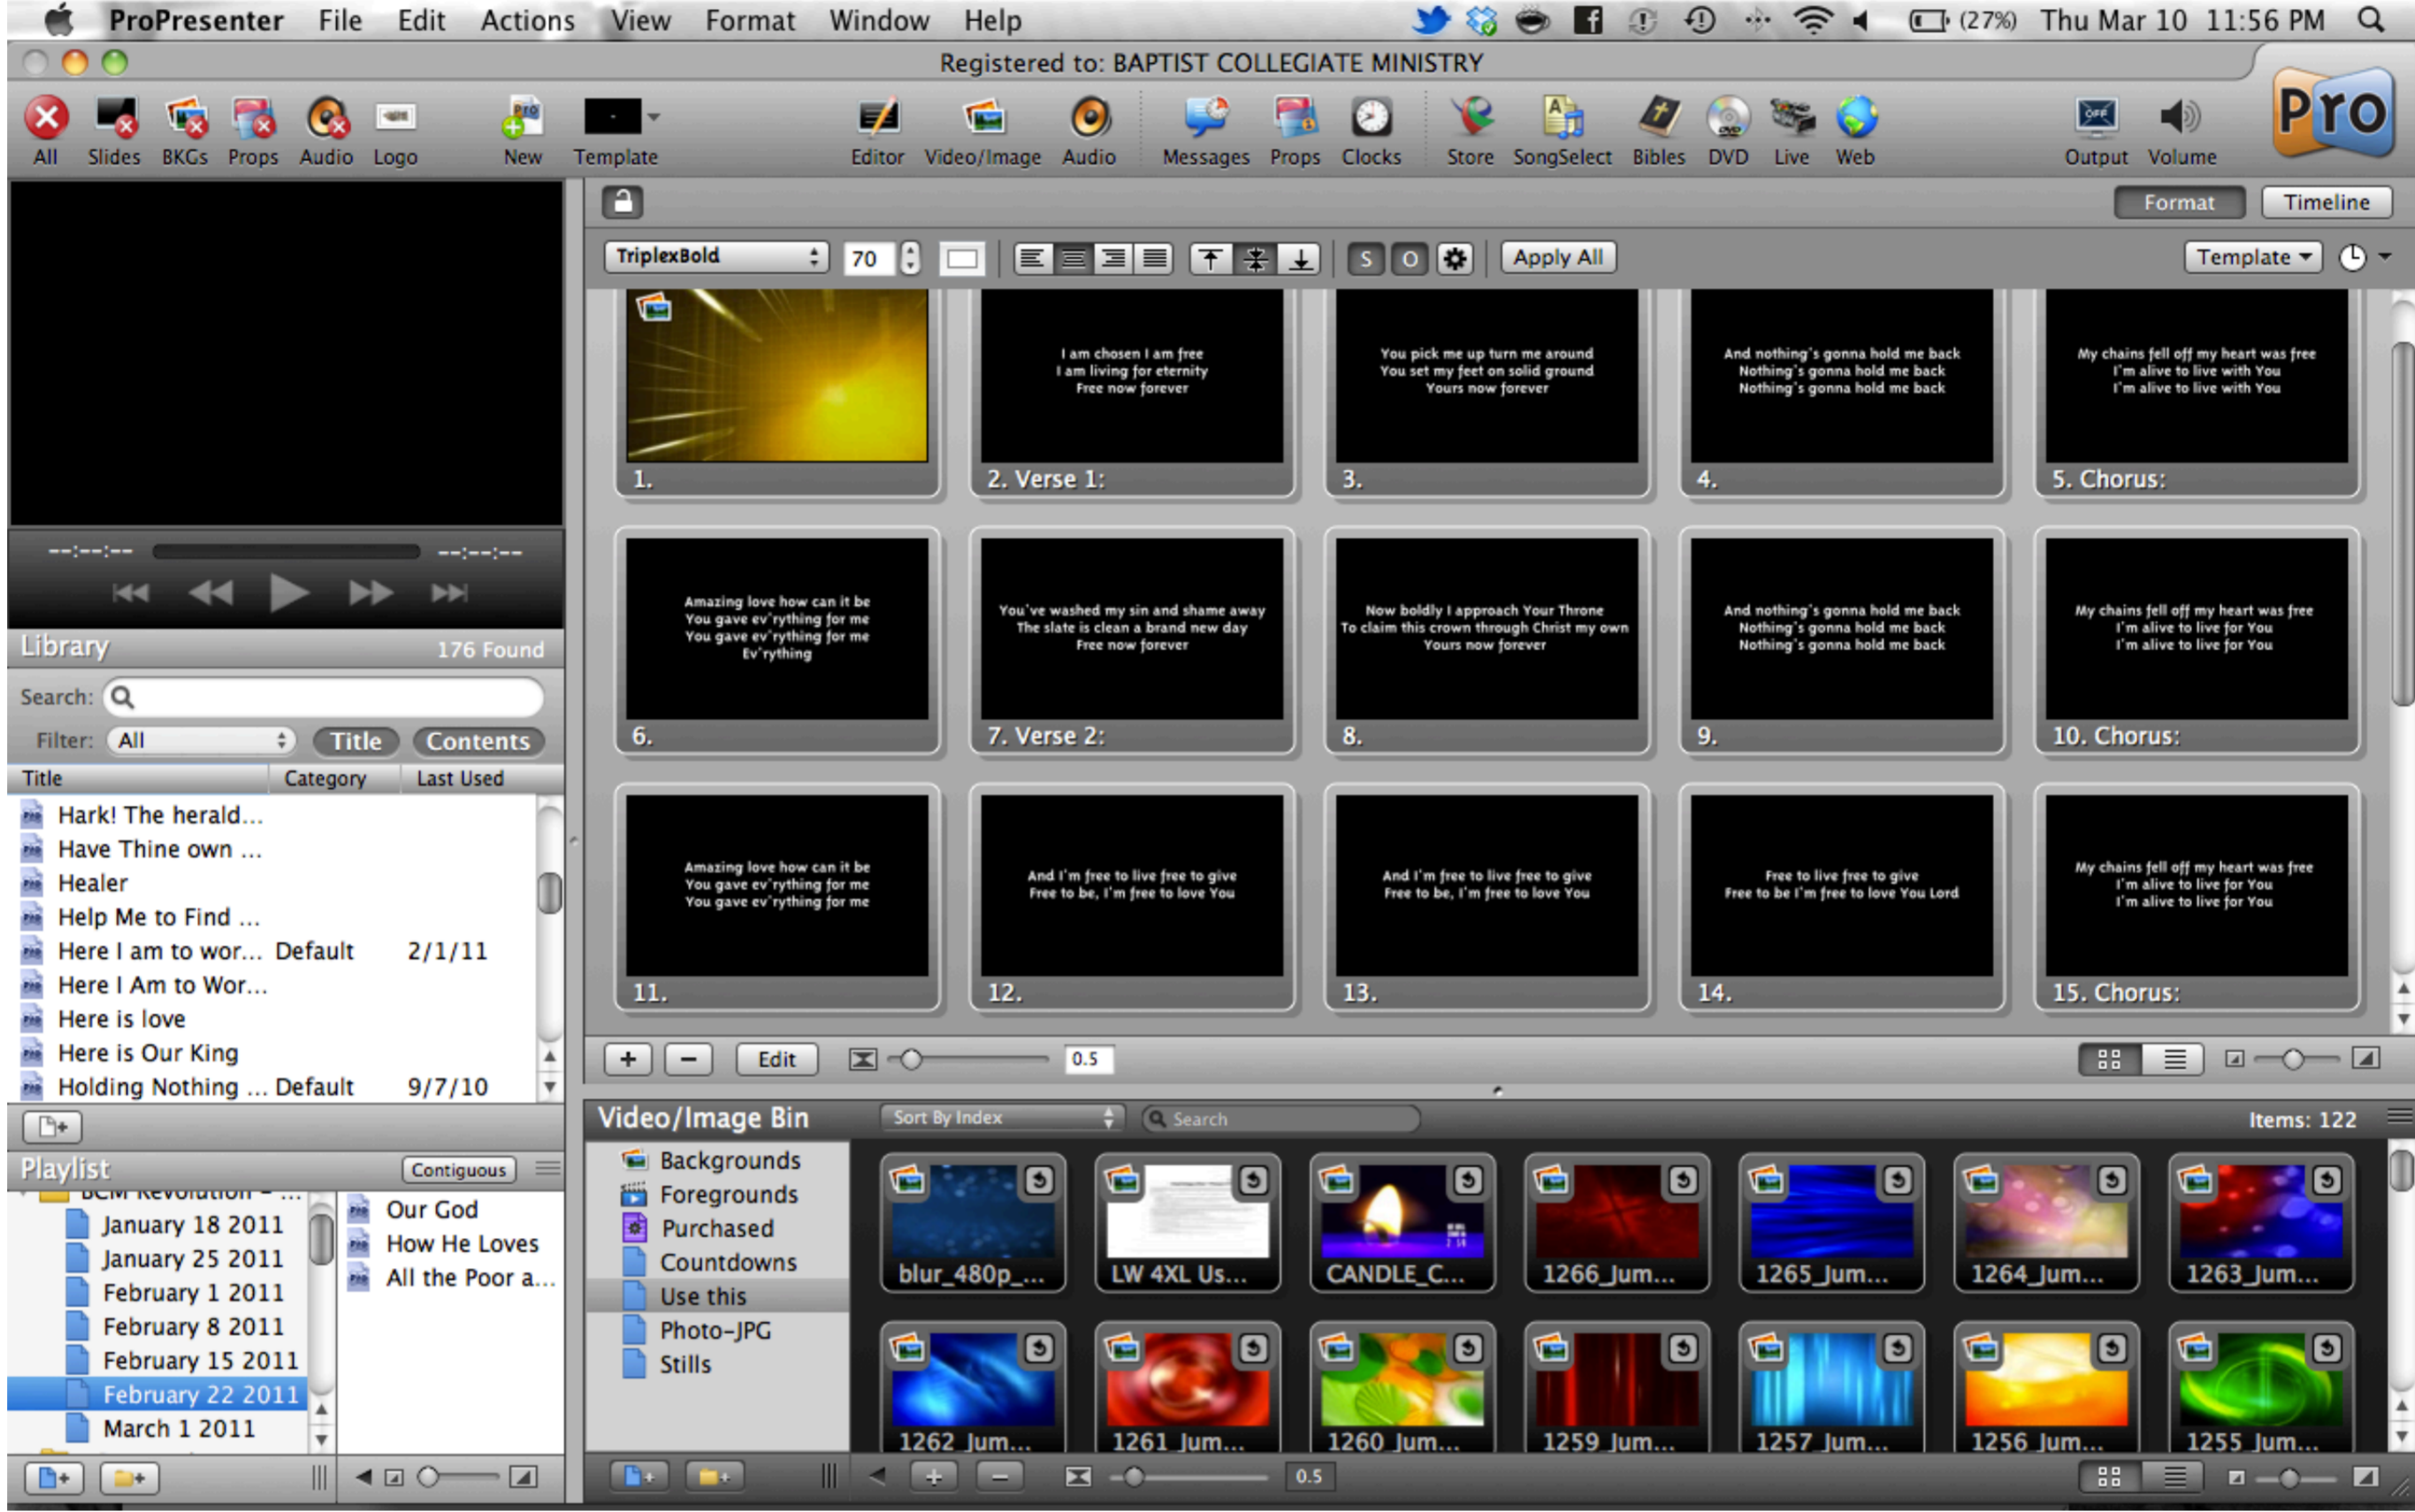 ProPresenter File Edit Actions View Format Window Help (27%) Thu Mar 10 11:56 PM
Registered to: BAPTIST COLLEGIATE MINISTRY
All Slides BKGs Props Audio Logo New Template Editor Video/Image Audio Messages Props Clocks Store SongSelect Bibles DVD Live Web Output Volume
Pro
Format Timeline
TriplexBold 70 S O Apply All Template
1.
I am chosen I am free
I am living for eternity
Free now forever
2. Verse 1:
You pick me up turn me around
You set my feet on solid ground
Yours now forever
3.
And nothing's gonna hold me back
Nothing's gonna hold me back
Nothing's gonna hold me back
4.
My chains fell off my heart was free
I'm alive to live with You
I'm alive to live with You
5. Chorus:
Amazing love how can it be
You gave ev'rything for me
You gave ev'rything for me
Ev'rything
6.
You've washed my sin and shame away
The slate is clean a brand new day
Free now forever
7. Verse 2:
Now boldly I approach Your Throne
To claim this crown through Christ my own
Yours now forever
8.
And nothing's gonna hold me back
Nothing's gonna hold me back
Nothing's gonna hold me back
9.
My chains fell off my heart was free
I'm alive to live for You
I'm alive to live for You
10. Chorus:
Amazing love how can it be
You gave ev'rything for me
You gave ev'rything for me
11.
And I'm free to live free to give
Free to be, I'm free to love You
12.
And I'm free to live free to give
Free to be, I'm free to love You
13.
Free to live free to give
Free to be I'm free to love You Lord
14.
My chains fell off my heart was free
I'm alive to live for You
I'm alive to live for You
15. Chorus:
Edit 0.5
--:--:-- --:--:--
Library 176 Found
Search:
Filter: All Title Contents
Title Category Last Used
Hark! The herald...
Have Thine own ...
Healer
Help Me to Find ...
Here I am to wor... Default 2/1/11
Here I Am to Wor...
Here is love
Here is Our King
Holding Nothing ... Default 9/7/10
Playlist Contiguous
BCM Revolution - ...
January 18 2011
January 25 2011
February 1 2011
February 8 2011
February 15 2011
February 22 2011
March 1 2011
Our God
How He Loves
All the Poor a...
Video/Image Bin Sort By Index Search Items: 122
Backgrounds
Foregrounds
Purchased
Countdowns
Use this
Photo-JPG
Stills
blur_480p_... LW 4XL Us... CANDLE_C... 1266_Jum... 1265_Jum... 1264_Jum... 1263_Jum...
1262_Jum... 1261_Jum... 1260_Jum... 1259_Jum... 1257_Jum... 1256_Jum... 1255_Jum...
0.5